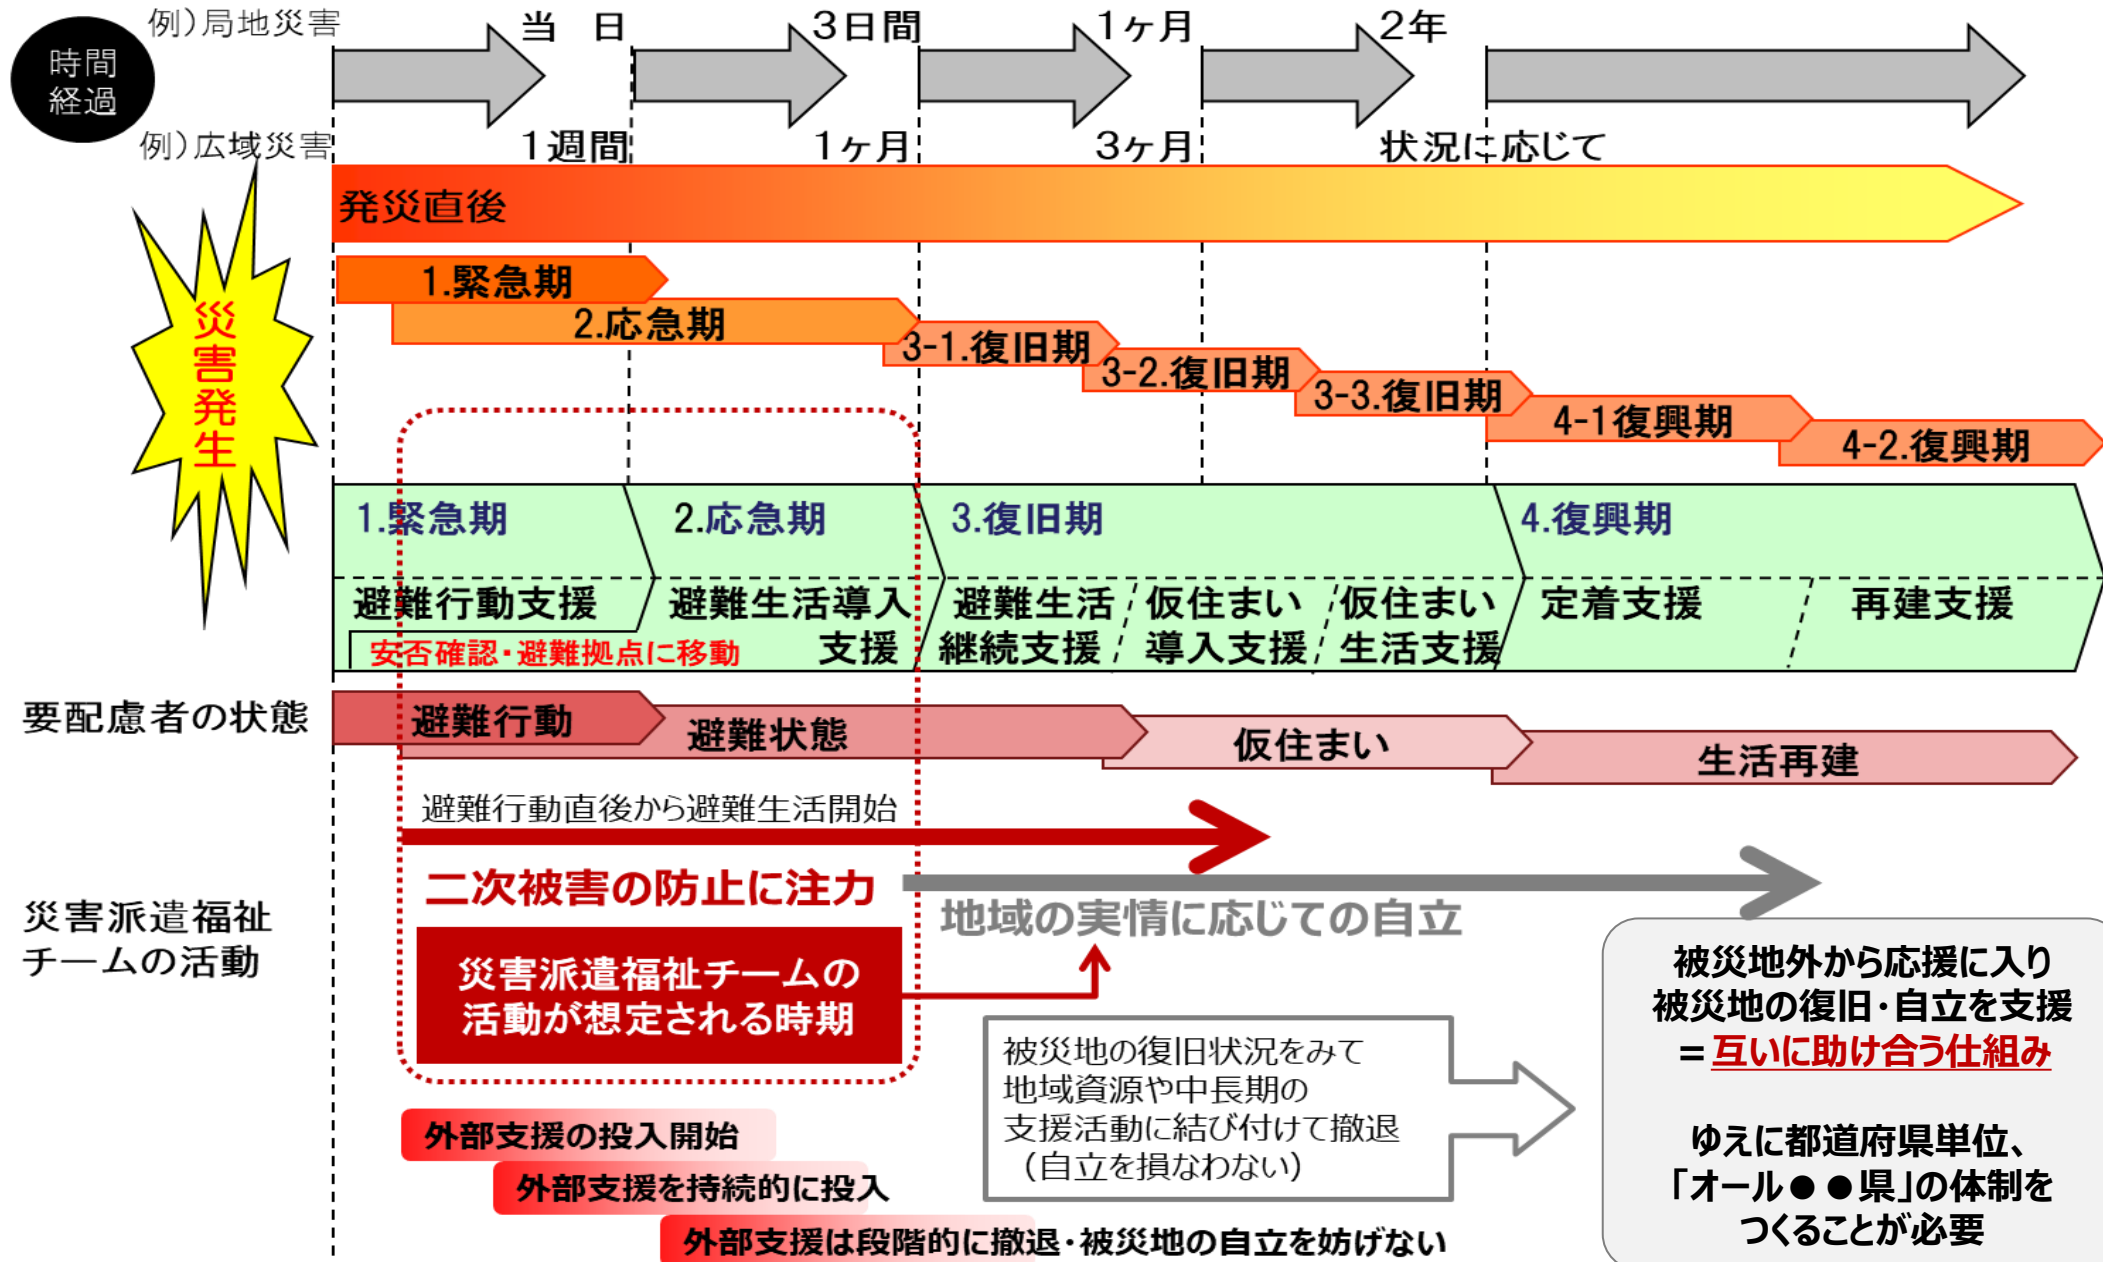 例）局地災害
当　日
3日間
1ヶ月
2年
時間
経過
例）広域災害
1週間
1ヶ月
3ヶ月
状況に応じて
発災直後
災害発生
1.緊急期
2.応急期
3-1.復旧期
3-2.復旧期
3-3.復旧期
4-1復興期
4-2.復興期
1.緊急期
2.応急期
3.復旧期
4.復興期
避難行動支援
安否確認・避難拠点に移動
避難生活導入
支援
避難生活
継続支援
仮住まい
導入支援
仮住まい
生活支援
定着支援
再建支援
要配慮者の状態
避難行動
避難状態
仮住まい
生活再建
避難行動直後から避難生活開始
災害派遣福祉
チームの活動
二次被害の防止に注力
地域の実情に応じての自立
災害派遣福祉チームの
活動が想定される時期
被災地の復旧状況をみて
地域資源や中長期の
支援活動に結び付けて撤退
（自立を損なわない）
被災地外から応援に入り
被災地の復旧・自立を支援
＝互いに助け合う仕組み
ゆえに都道府県単位、
「オール●●県」の体制を
つくることが必要
外部支援の投入開始
外部支援を持続的に投入
外部支援は段階的に撤退・被災地の自立を妨げない